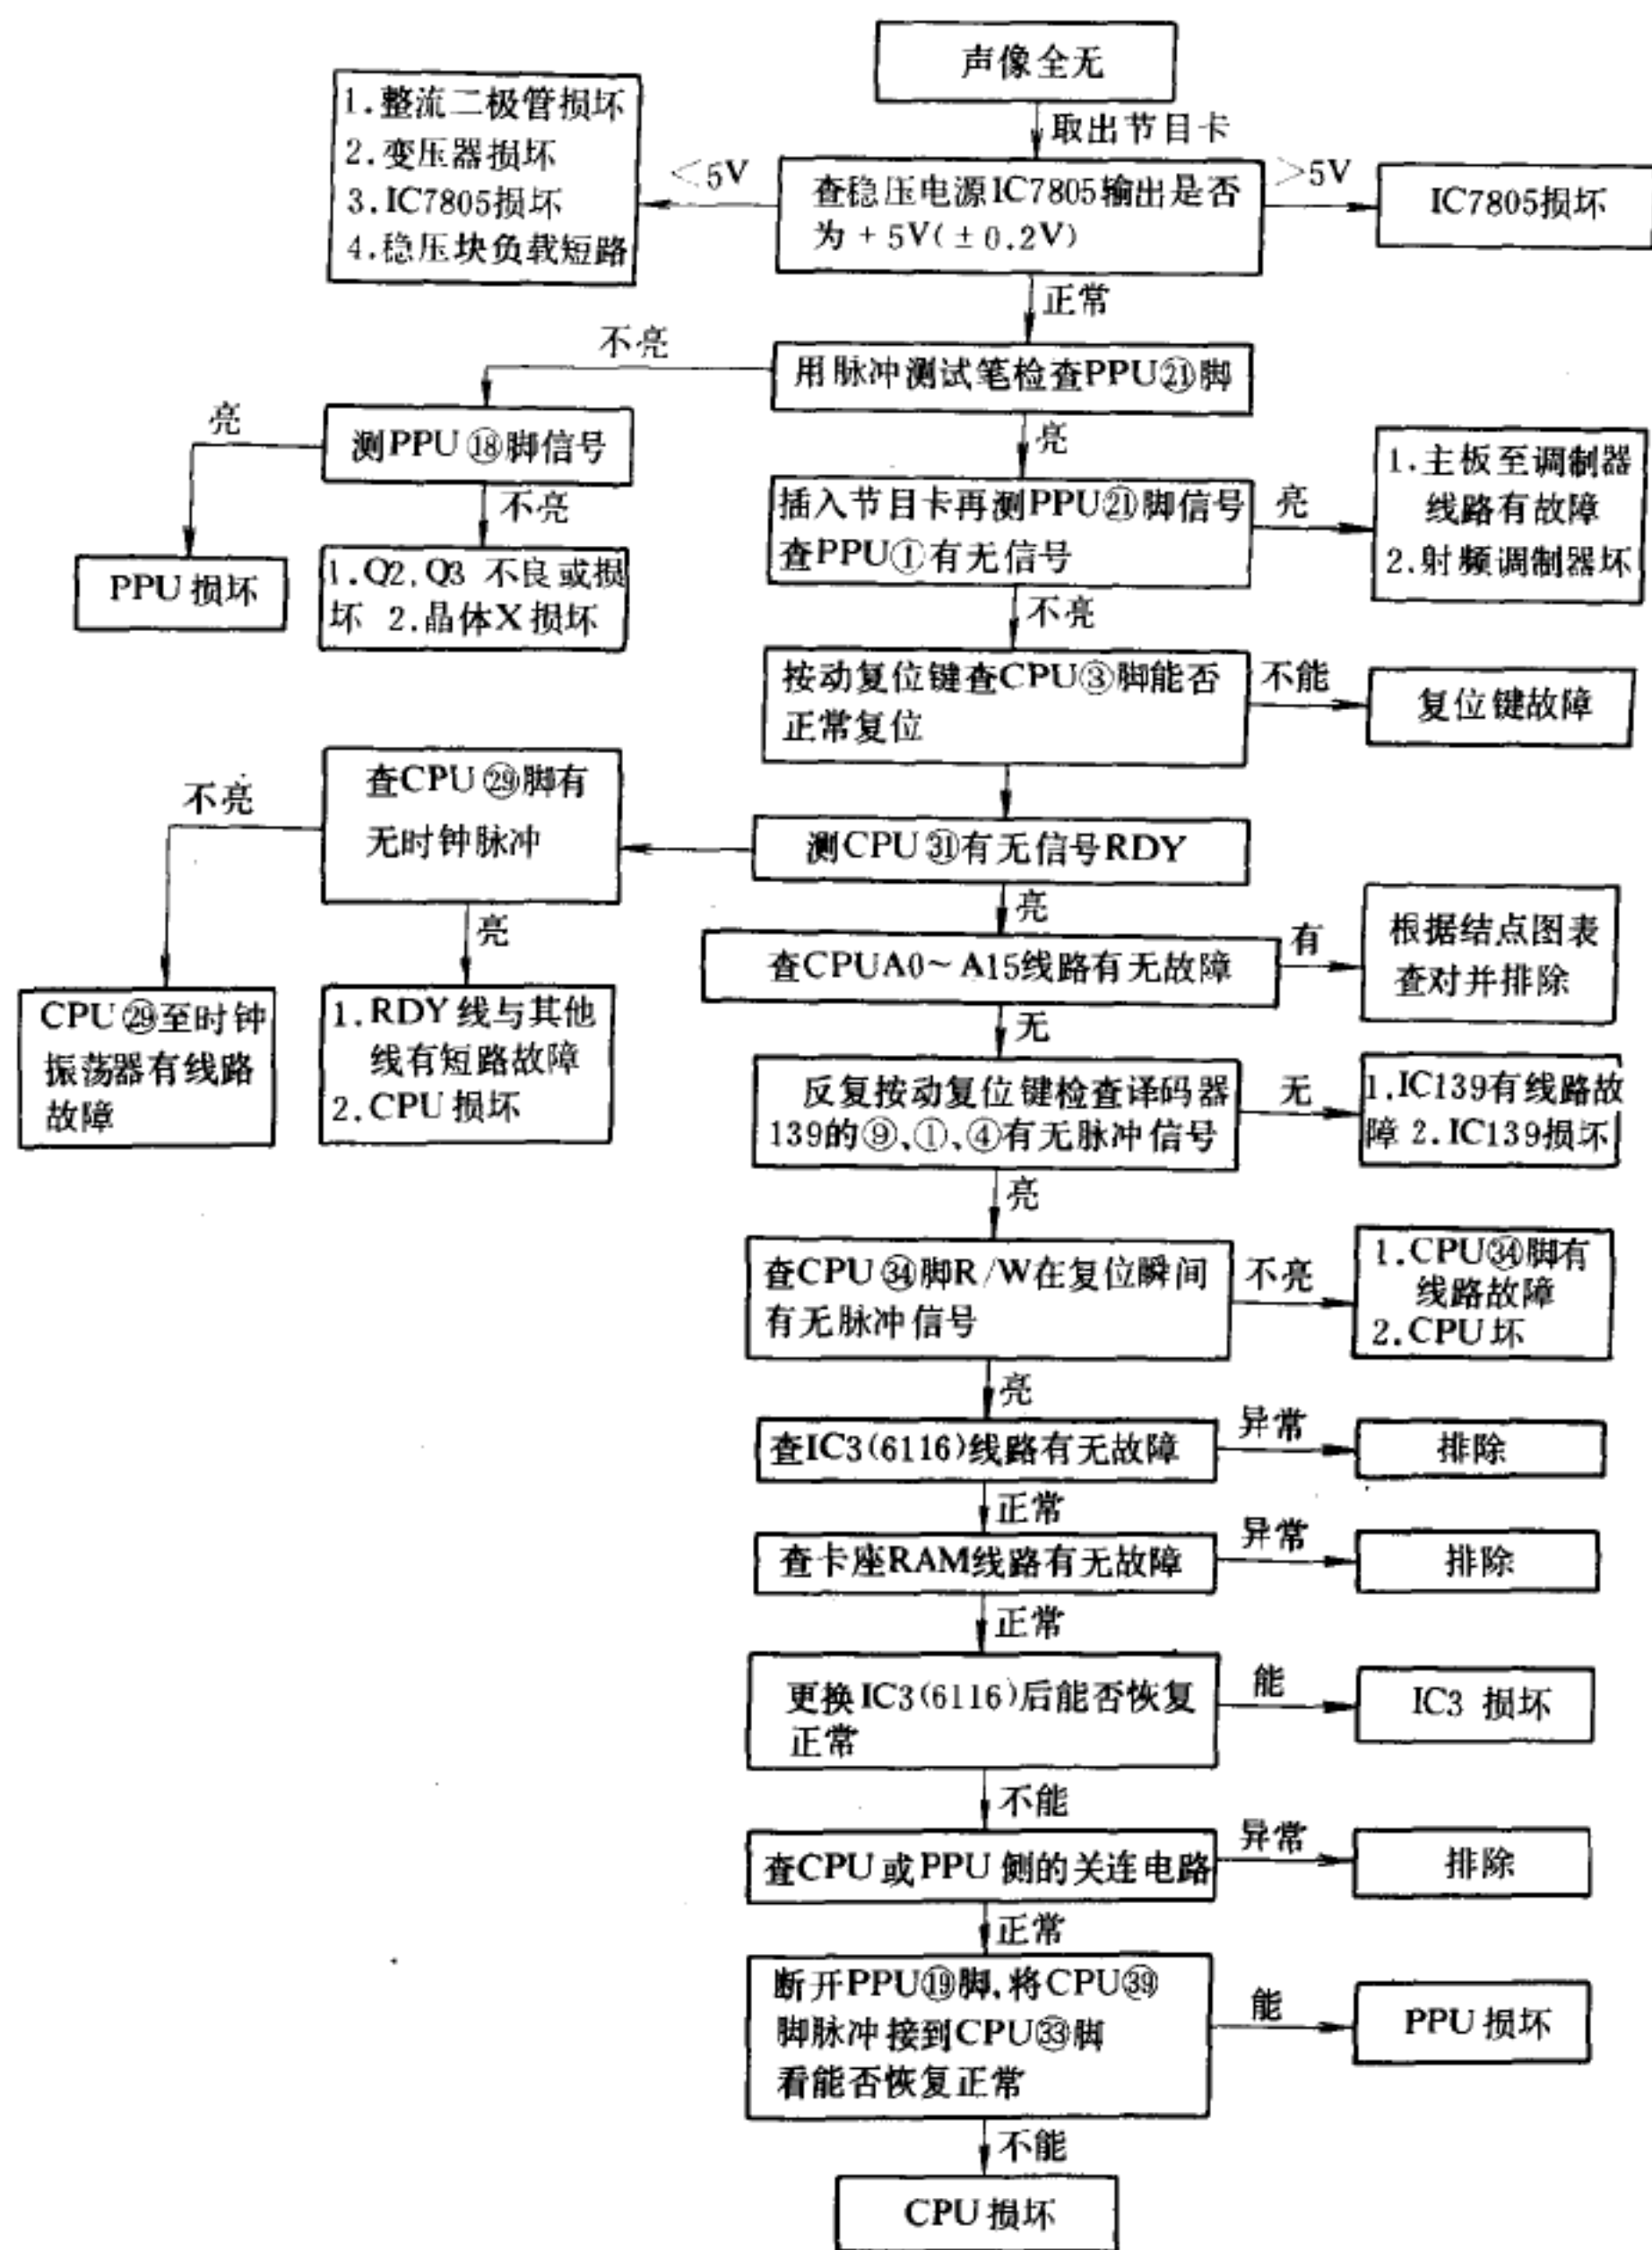 声像全无
取出节目卡
1.整流二极管损坏
2.变压器损坏
3.IC7805损坏
4.稳压块负载短路
<5V
查稳压电源IC7805输出是否
为+5V(±0.2V)
>5V
IC7805损坏
正常
不亮
用脉冲测试笔检查PPU㉑脚
亮
测PPU⑱脚信号
亮
不亮
PPU损坏
1.Q2,Q3 不良或损
坏 2.晶体X损坏
插入节目卡再测PPU㉑脚信号
查PPU①有无信号
亮
1.主板至调制器
线路有故障
2.射频调制器坏
不亮
按动复位键查CPU③脚能否
正常复位
不能
复位键故障
查CPU㉙脚有
无时钟脉冲
不亮
测CPU㉛有无信号RDY
亮
亮
CPU㉙至时钟
振荡器有线路
故障
1.RDY线与其他
线有短路故障
2.CPU损坏
查CPUA0~A15线路有无故障
有
根据结点图表
查对并排除
无
反复按动复位键检查译码器
139的⑨、①、④有无脉冲信号
无
1.IC139有线路故
障 2.IC139损坏
亮
查CPU㉞脚R/W在复位瞬间
有无脉冲信号
不亮
1.CPU㉞脚有
线路故障
2.CPU坏
亮
查IC3(6116)线路有无故障
异常
排除
正常
查卡座RAM线路有无故障
异常
排除
正常
更换IC3(6116)后能否恢复
正常
能
IC3 损坏
不能
查CPU或PPU侧的关连电路
异常
排除
正常
断开PPU⑲脚,将CPU㊴
脚脉冲接到CPU㉝脚
看能否恢复正常
能
PPU损坏
不能
CPU损坏